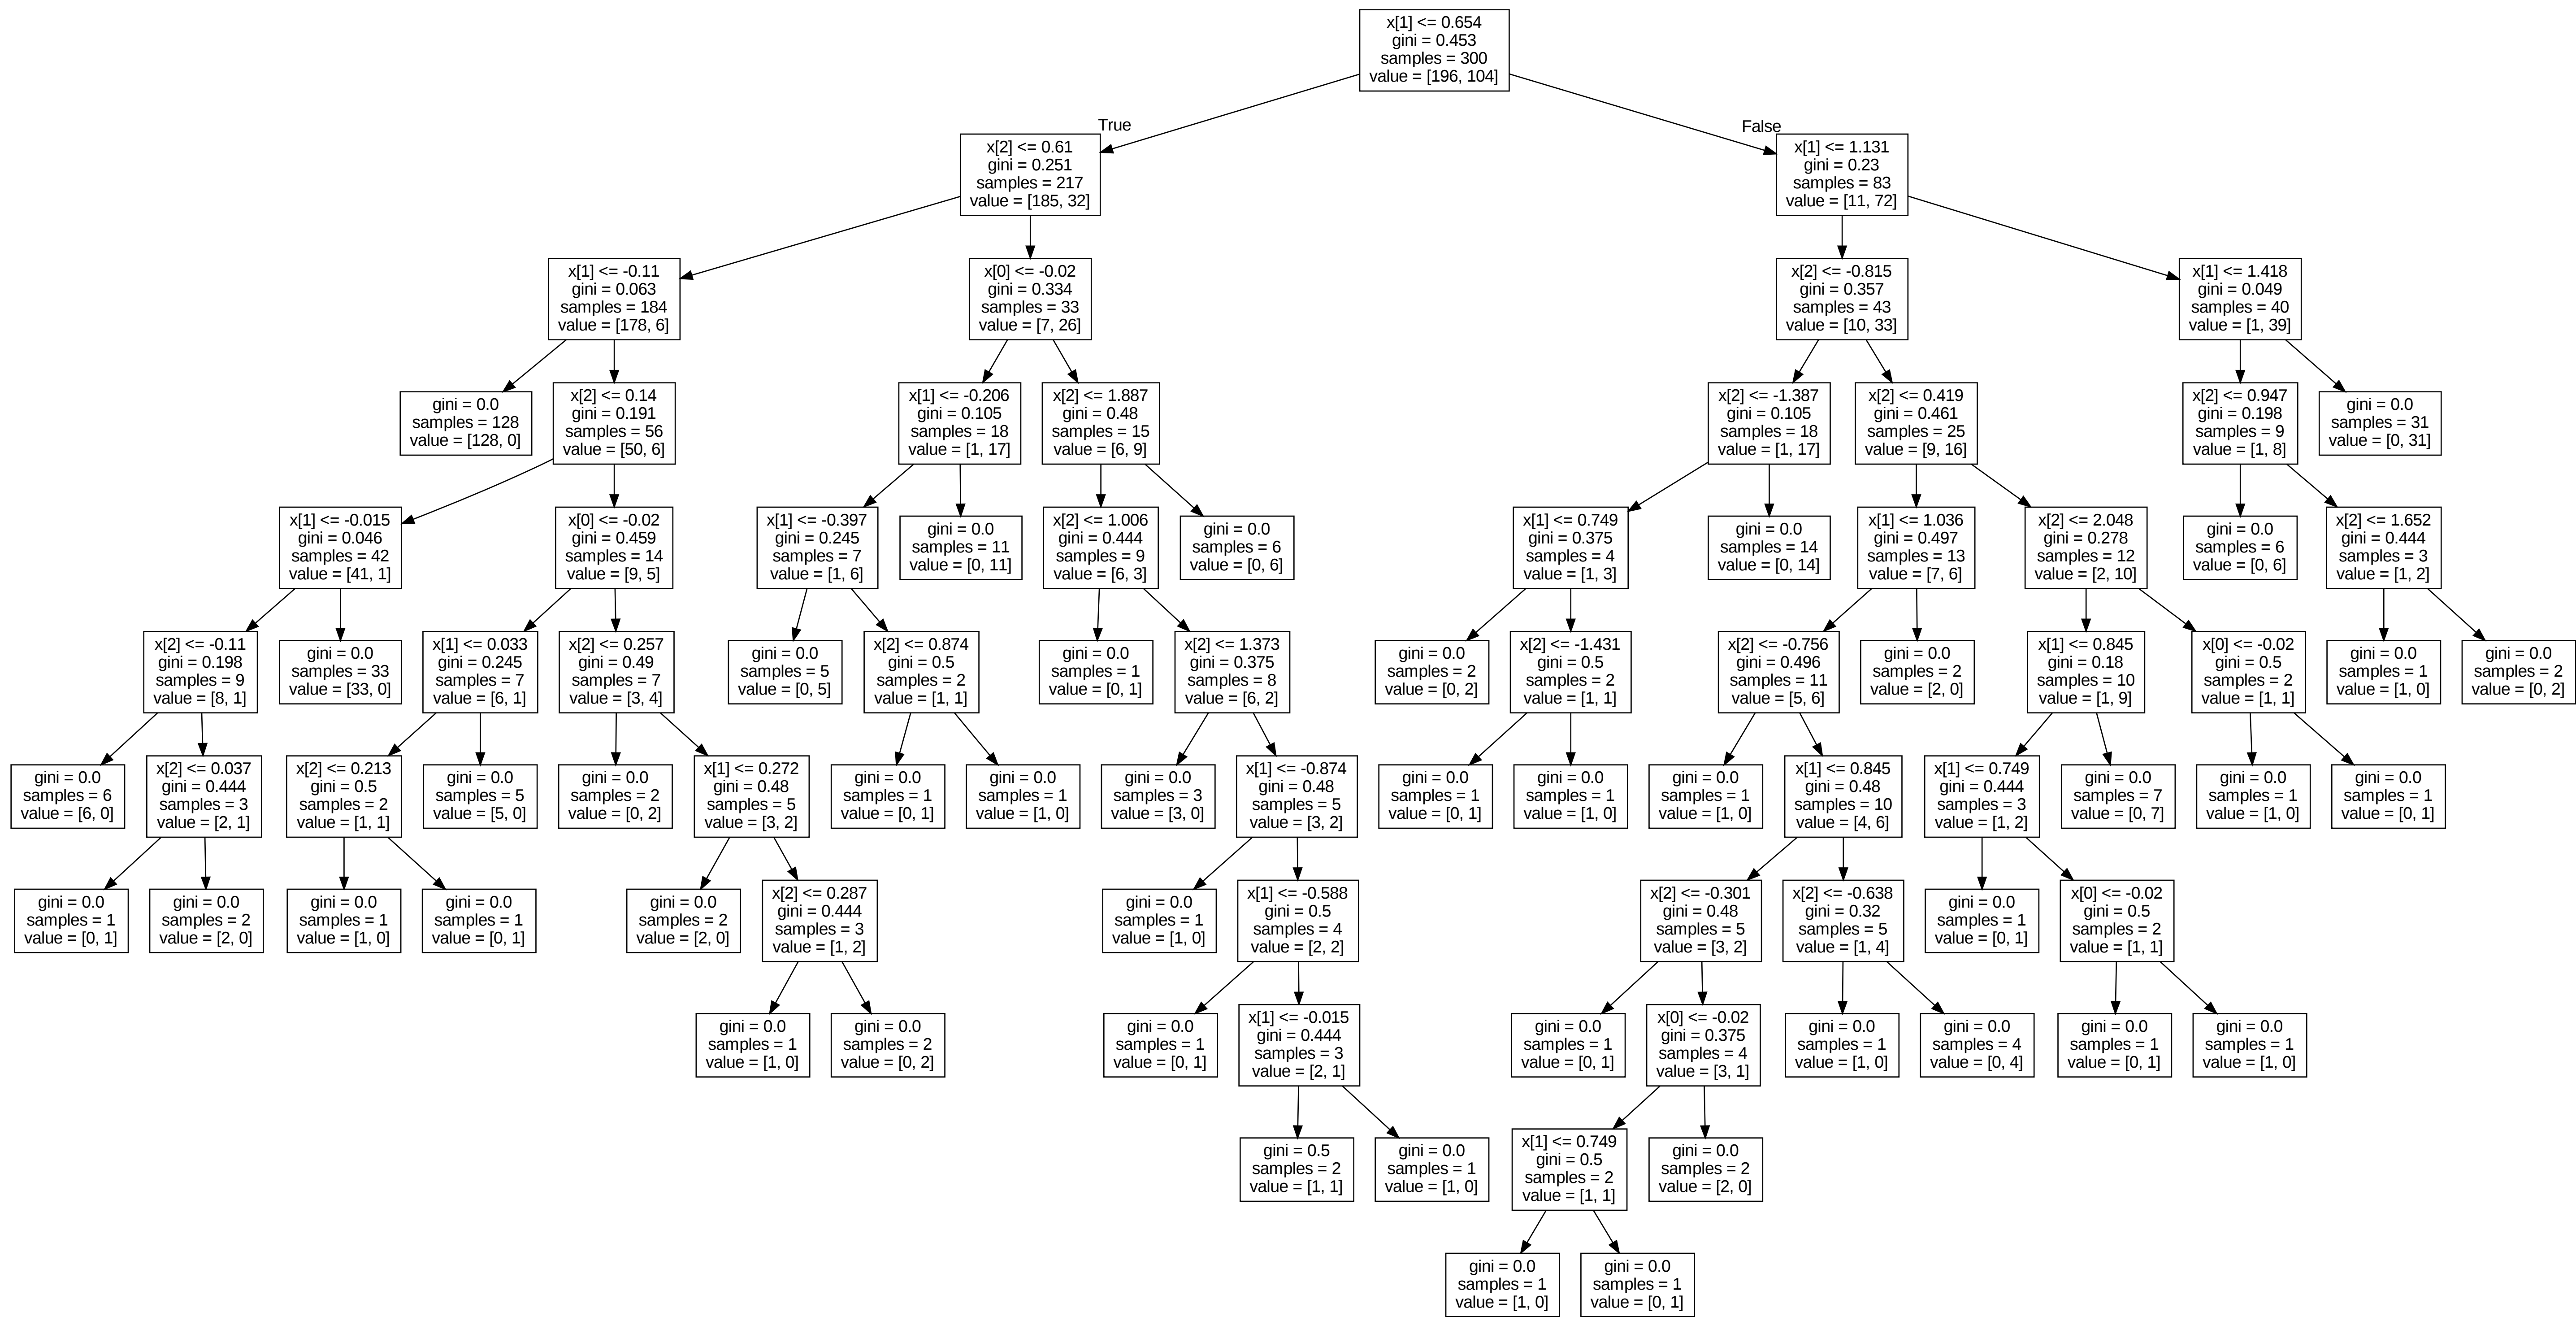 x[1] <= 0.654
gini = 0.453
samples = 300
value = [196, 104]
True
False
x[2] <= 0.61
gini = 0.251
samples = 217
value = [185, 32]
x[1] <= 1.131
gini = 0.23
samples = 83
value = [11, 72]
x[1] <= -0.11
gini = 0.063
samples = 184
value = [178, 6]
x[0] <= -0.02
gini = 0.334
samples = 33
value = [7, 26]
x[2] <= -0.815
gini = 0.357
samples = 43
value = [10, 33]
x[1] <= 1.418
gini = 0.049
samples = 40
value = [1, 39]
gini = 0.0
samples = 128
value = [128, 0]
x[2] <= 0.14
gini = 0.191
samples = 56
value = [50, 6]
x[1] <= -0.206
gini = 0.105
samples = 18
value = [1, 17]
x[2] <= 1.887
gini = 0.48
samples = 15
value = [6, 9]
x[2] <= -1.387
gini = 0.105
samples = 18
value = [1, 17]
x[2] <= 0.419
gini = 0.461
samples = 25
value = [9, 16]
x[2] <= 0.947
gini = 0.198
samples = 9
value = [1, 8]
gini = 0.0
samples = 31
value = [0, 31]
x[1] <= -0.015
gini = 0.046
samples = 42
value = [41, 1]
x[0] <= -0.02
gini = 0.459
samples = 14
value = [9, 5]
x[1] <= -0.397
gini = 0.245
samples = 7
value = [1, 6]
gini = 0.0
samples = 11
value = [0, 11]
x[2] <= 1.006
gini = 0.444
samples = 9
value = [6, 3]
gini = 0.0
samples = 6
value = [0, 6]
x[1] <= 0.749
gini = 0.375
samples = 4
value = [1, 3]
gini = 0.0
samples = 14
value = [0, 14]
x[1] <= 1.036
gini = 0.497
samples = 13
value = [7, 6]
x[2] <= 2.048
gini = 0.278
samples = 12
value = [2, 10]
gini = 0.0
samples = 6
value = [0, 6]
x[2] <= 1.652
gini = 0.444
samples = 3
value = [1, 2]
x[2] <= -0.11
gini = 0.198
samples = 9
value = [8, 1]
gini = 0.0
samples = 33
value = [33, 0]
x[1] <= 0.033
gini = 0.245
samples = 7
value = [6, 1]
x[2] <= 0.257
gini = 0.49
samples = 7
value = [3, 4]
gini = 0.0
samples = 5
value = [0, 5]
x[2] <= 0.874
gini = 0.5
samples = 2
value = [1, 1]
gini = 0.0
samples = 1
value = [0, 1]
x[2] <= 1.373
gini = 0.375
samples = 8
value = [6, 2]
gini = 0.0
samples = 2
value = [0, 2]
x[2] <= -1.431
gini = 0.5
samples = 2
value = [1, 1]
x[2] <= -0.756
gini = 0.496
samples = 11
value = [5, 6]
gini = 0.0
samples = 2
value = [2, 0]
x[1] <= 0.845
gini = 0.18
samples = 10
value = [1, 9]
x[0] <= -0.02
gini = 0.5
samples = 2
value = [1, 1]
gini = 0.0
samples = 1
value = [1, 0]
gini = 0.0
samples = 2
value = [0, 2]
gini = 0.0
samples = 6
value = [6, 0]
x[2] <= 0.037
gini = 0.444
samples = 3
value = [2, 1]
x[2] <= 0.213
gini = 0.5
samples = 2
value = [1, 1]
gini = 0.0
samples = 5
value = [5, 0]
gini = 0.0
samples = 2
value = [0, 2]
x[1] <= 0.272
gini = 0.48
samples = 5
value = [3, 2]
gini = 0.0
samples = 1
value = [0, 1]
gini = 0.0
samples = 1
value = [1, 0]
gini = 0.0
samples = 3
value = [3, 0]
x[1] <= -0.874
gini = 0.48
samples = 5
value = [3, 2]
gini = 0.0
samples = 1
value = [0, 1]
gini = 0.0
samples = 1
value = [1, 0]
gini = 0.0
samples = 1
value = [1, 0]
x[1] <= 0.845
gini = 0.48
samples = 10
value = [4, 6]
x[1] <= 0.749
gini = 0.444
samples = 3
value = [1, 2]
gini = 0.0
samples = 7
value = [0, 7]
gini = 0.0
samples = 1
value = [1, 0]
gini = 0.0
samples = 1
value = [0, 1]
gini = 0.0
samples = 1
value = [0, 1]
gini = 0.0
samples = 2
value = [2, 0]
gini = 0.0
samples = 1
value = [1, 0]
gini = 0.0
samples = 1
value = [0, 1]
gini = 0.0
samples = 2
value = [2, 0]
x[2] <= 0.287
gini = 0.444
samples = 3
value = [1, 2]
gini = 0.0
samples = 1
value = [1, 0]
x[1] <= -0.588
gini = 0.5
samples = 4
value = [2, 2]
x[2] <= -0.301
gini = 0.48
samples = 5
value = [3, 2]
x[2] <= -0.638
gini = 0.32
samples = 5
value = [1, 4]
gini = 0.0
samples = 1
value = [0, 1]
x[0] <= -0.02
gini = 0.5
samples = 2
value = [1, 1]
gini = 0.0
samples = 1
value = [1, 0]
gini = 0.0
samples = 2
value = [0, 2]
gini = 0.0
samples = 1
value = [0, 1]
x[1] <= -0.015
gini = 0.444
samples = 3
value = [2, 1]
gini = 0.0
samples = 1
value = [0, 1]
x[0] <= -0.02
gini = 0.375
samples = 4
value = [3, 1]
gini = 0.0
samples = 1
value = [1, 0]
gini = 0.0
samples = 4
value = [0, 4]
gini = 0.0
samples = 1
value = [0, 1]
gini = 0.0
samples = 1
value = [1, 0]
gini = 0.5
samples = 2
value = [1, 1]
gini = 0.0
samples = 1
value = [1, 0]
x[1] <= 0.749
gini = 0.5
samples = 2
value = [1, 1]
gini = 0.0
samples = 2
value = [2, 0]
gini = 0.0
samples = 1
value = [1, 0]
gini = 0.0
samples = 1
value = [0, 1]